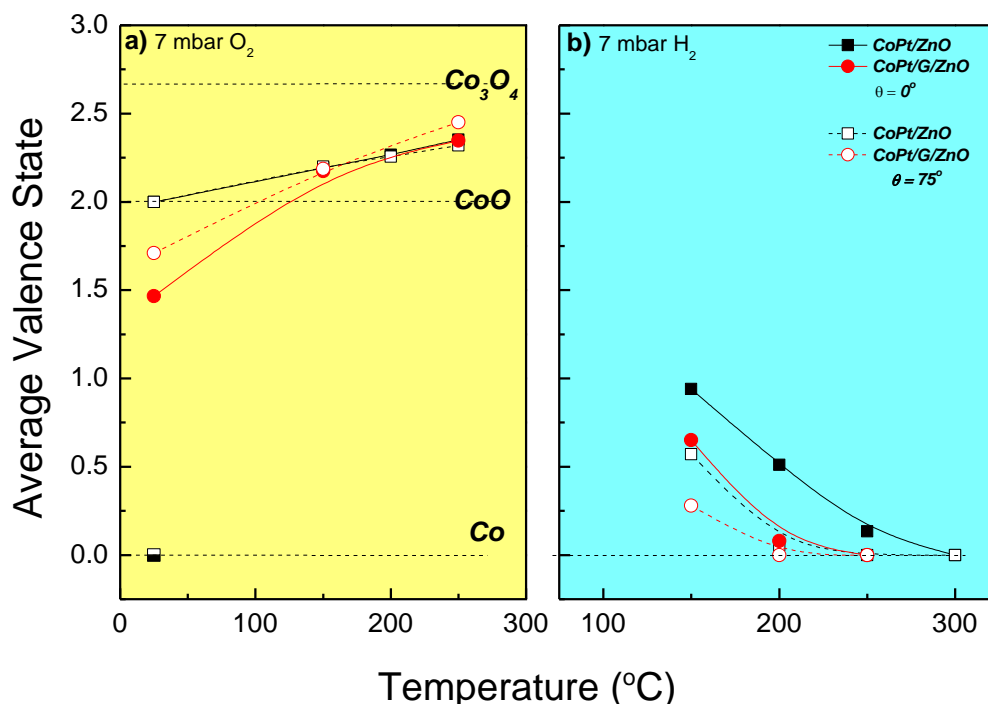 a) 7 mbar O₂
b) 7 mbar H₂
CoPt/ZnO
CoPt/G/ZnO
θ = 0°
CoPt/ZnO
CoPt/G/ZnO
θ = 75°
Co₃O₄
CoO
Co
3.0
2.5
2.0
1.5
1.0
0.5
0.0
0 100 200 300 100 200 300
Average Valence State
Temperature (°C)